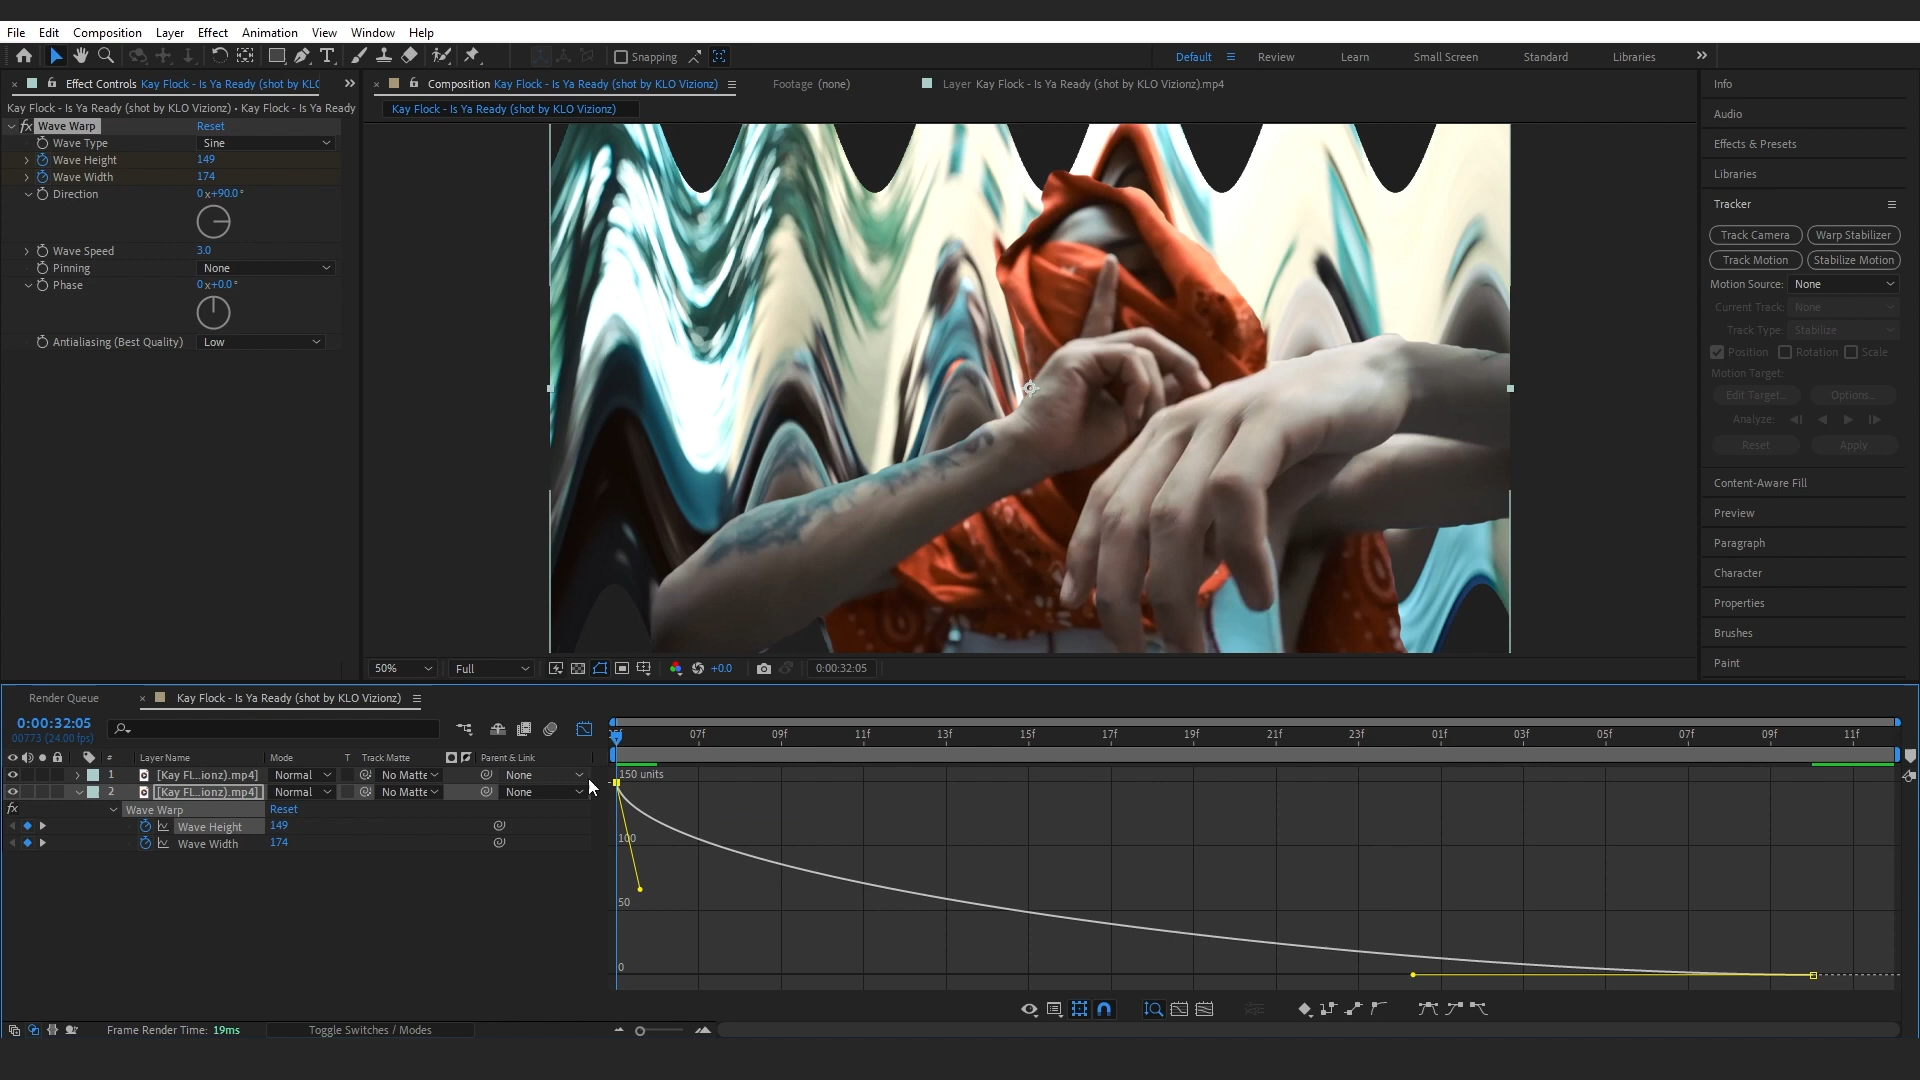 File Edit Composition Layer Effect Animation View Window Help
Snapping
Default Review Learn Small Screen Standard Libraries
Effect Controls Kay Flock - Is Ya Ready (shot by KLO
Kay Flock - Is Ya Ready (shot by KLO Vizionz) • Kay Flock - Is Ya Ready
fx Wave Warp Reset
Wave Type Sine
Wave Height 149
Wave Width 174
Direction 0 x+90.0°
Wave Speed 3.0
Pinning None
Phase 0 x+0.0°
Antialiasing (Best Quality) Low
Composition Kay Flock - Is Ya Ready (shot by KLO Vizionz)
Footage (none)
Layer Kay Flock - Is Ya Ready (shot by KLO Vizionz).mp4
Kay Flock - Is Ya Ready (shot by KLO Vizionz)
50% Full +0.0 0:00:32:05
Info
Audio
Effects & Presets
Libraries
Tracker
Track Camera Warp Stabilizer
Track Motion Stabilize Motion
Motion Source: None
Current Track: None
Track Type: Stabilize
Position Rotation Scale
Motion Target:
Edit Target... Options...
Analyze:
Reset Apply
Content-Aware Fill
Preview
Paragraph
Character
Properties
Brushes
Paint
Render Queue Kay Flock - Is Ya Ready (shot by KLO Vizionz)
0:00:32:05
00773 (24.00 fps)
# Layer Name Mode T Track Matte Parent & Link
1 [Kay Fl...ionz).mp4] Normal No Matte None
2 [Kay Fl...ionz).mp4] Normal No Matte None
fx Wave Warp Reset
Wave Height 149
Wave Width 174
07f 09f 11f 13f 15f 17f 19f 21f 23f 01f 03f 05f 07f 09f 11f
150 units
100
50
0
Frame Render Time: 19ms Toggle Switches / Modes